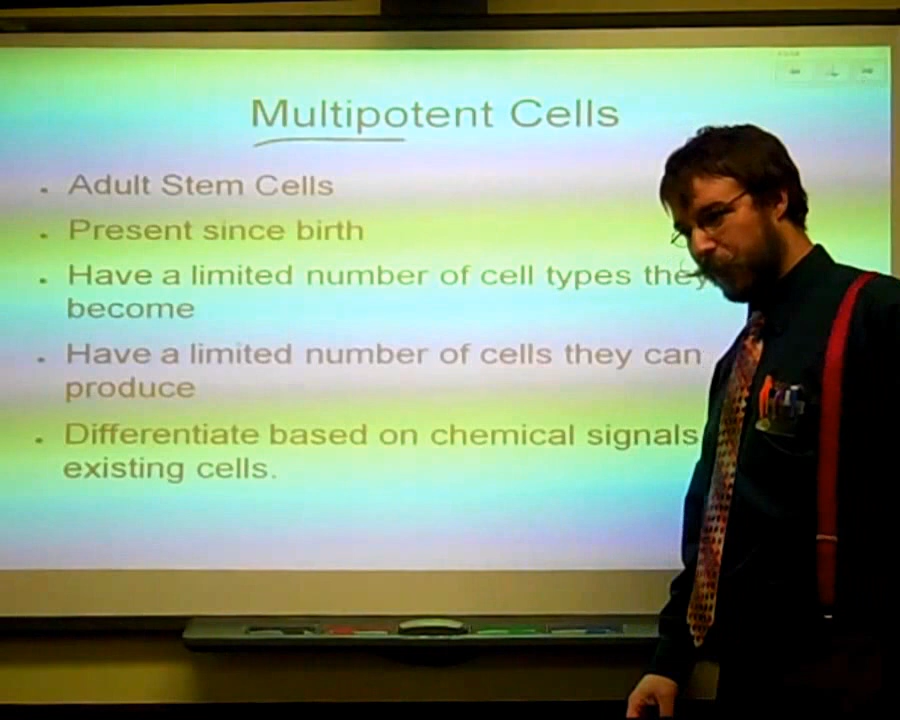 Multipotent Cells
. Adult Stem Cells
. Present since birth
. Have a limited number of cell types they
become
. Have a limited number of cells they can
produce
. Differentiate based on chemical signals
existing cells.